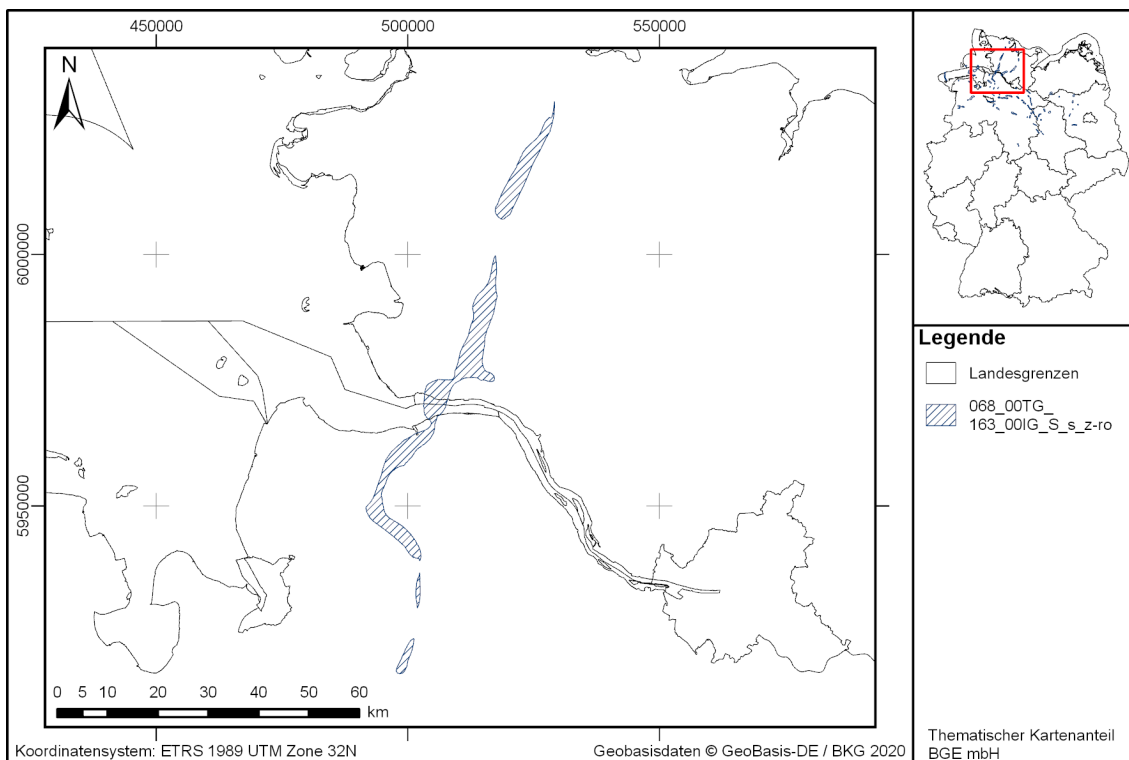 450000 500000 550000
N
6000000
5950000
0 5 10 20 30 40 50 60
km
Koordinatensystem: ETRS 1989 UTM Zone 32N
Geobasisdaten © GeoBasis-DE / BKG 2020
Legende
Landesgrenzen
068_00TG_
163_00IG_S_s_z-ro
Thematischer Kartenanteil
BGE mbH